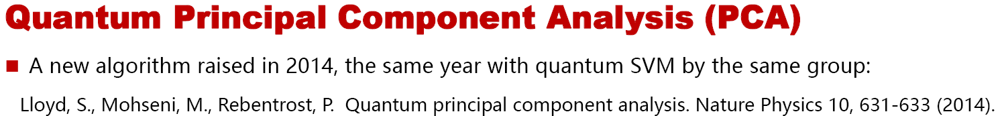 Quantum Principal Component Analysis (PCA)
A new algorithm raised in 2014, the same year with quantum SVM by the same group:
Lloyd, S., Mohseni, M., Rebentrost, P. Quantum principal component analysis. Nature Physics 10, 631-633 (2014).